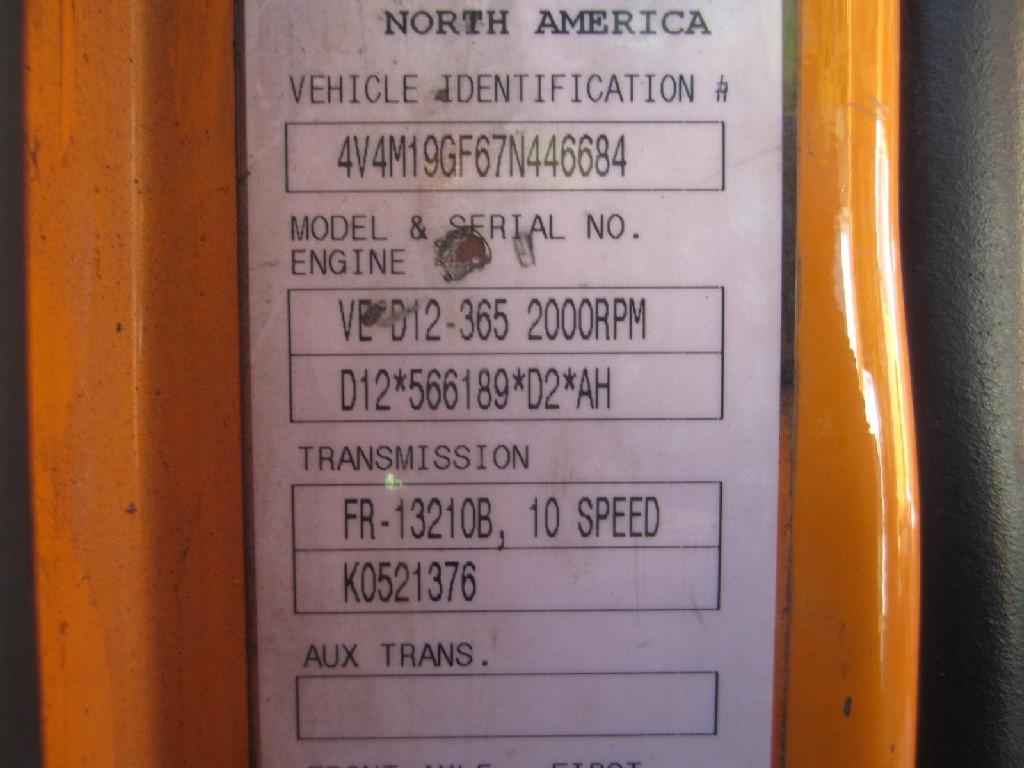 NORTH AMERICA
VEHICLE IDENTIFICATION #
4V4M19GF67N446684
MODEL & SERIAL NO.
ENGINE
VE-D12-365 2000RPM
D12*566189*D2*AH
TRANSMISSION
FR-13210B, 10 SPEED
K0521376
AUX TRANS.